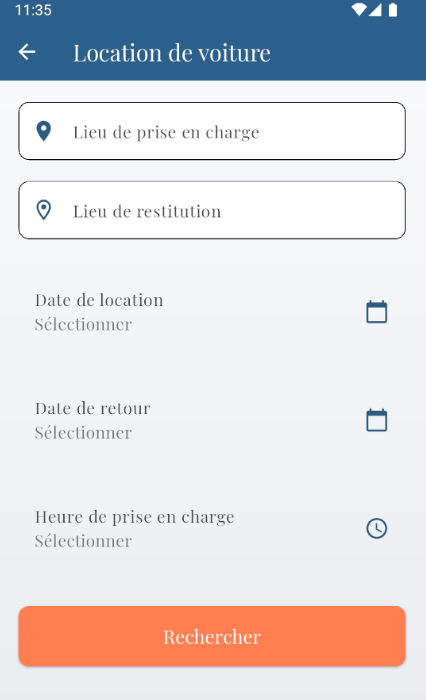 11:35
Location de voiture
Lieu de prise en charge
Lieu de restitution
Date de location
Sélectionner
Date de retour
Sélectionner
Heure de prise en charge
Sélectionner
Rechercher